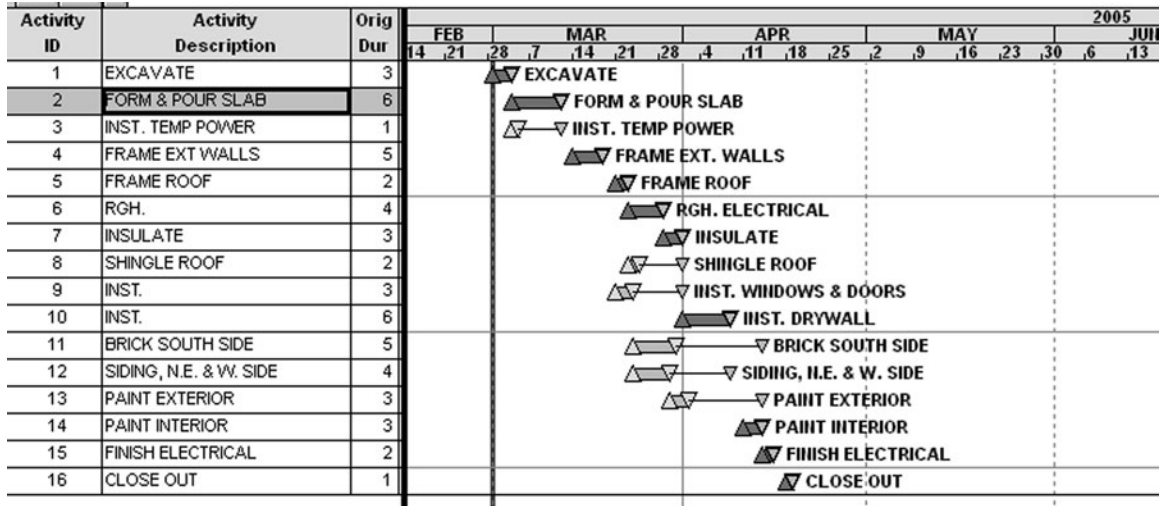 Activity Activity Orig 2005
ID Description Dur FEB MAR APR MAY JUN
14 21 28 7 14 21 28 4 11 18 25 2 9 16 23 30 6 13
1 EXCAVATE 3 EXCAVATE
2 FORM & POUR SLAB 6 FORM & POUR SLAB
3 INST. TEMP POWER 1 INST. TEMP POWER
4 FRAME EXT WALLS 5 FRAME EXT. WALLS
5 FRAME ROOF 2 FRAME ROOF
6 RGH. 4 RGH. ELECTRICAL
7 INSULATE 3 INSULATE
8 SHINGLE ROOF 2 SHINGLE ROOF
9 INST. 3 INST. WINDOWS & DOORS
10 INST. 6 INST. DRYWALL
11 BRICK SOUTH SIDE 5 BRICK SOUTH SIDE
12 SIDING, N.E. & W. SIDE 4 SIDING, N.E. & W. SIDE
13 PAINT EXTERIOR 3 PAINT EXTERIOR
14 PAINT INTERIOR 3 PAINT INTERIOR
15 FINISH ELECTRICAL 2 FINISH ELECTRICAL
16 CLOSE OUT 1 CLOSE OUT